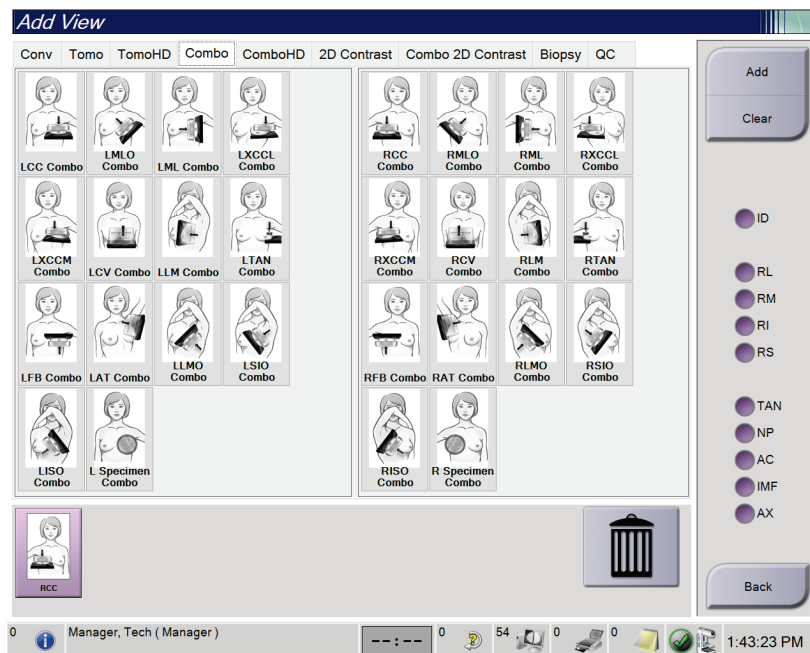 Add View
Conv Tomo TomoHD Combo ComboHD 2D Contrast Combo 2D Contrast Biopsy QC
LCC Combo
LMLO
Combo
LML Combo
LXCCL
Combo
RCC
Combo
RMLO
Combo
RML
Combo
RXCCL
Combo
LXCCM
Combo
LCV Combo
LLM Combo
LTAN
Combo
RXCCM
Combo
RCV
Combo
RLM
Combo
RTAN
Combo
LFB Combo
LAT Combo
LLMO
Combo
LSIO
Combo
RFB Combo
RAT Combo
RLMO
Combo
RSIO
Combo
LISO
Combo
L Specimen
Combo
RISO
Combo
R Specimen
Combo
RCC
Add
Clear
ID
RL
RM
RI
RS
TAN
NP
AC
IMF
AX
Back
0 Manager, Tech ( Manager ) --:-- 0 54 0 0 1:43:23 PM